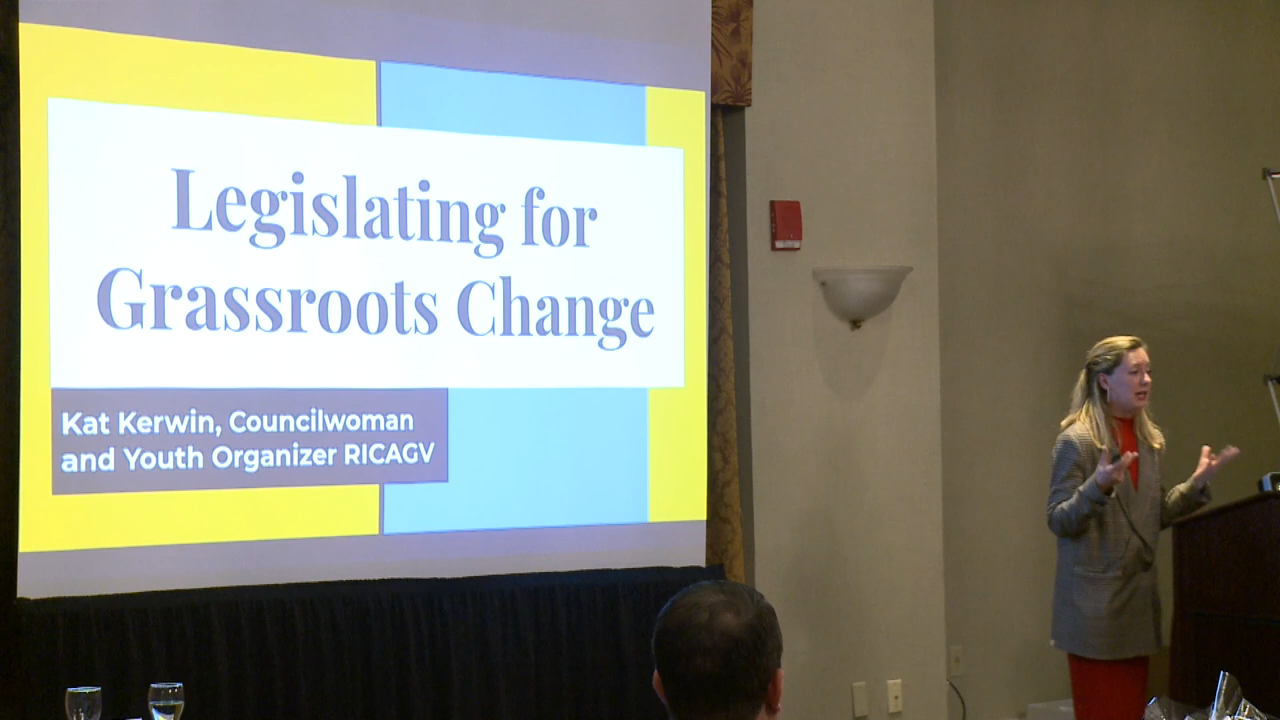 Legislating for
Grassroots Change
Kat Kerwin, Councilwoman
and Youth Organizer RICAGV